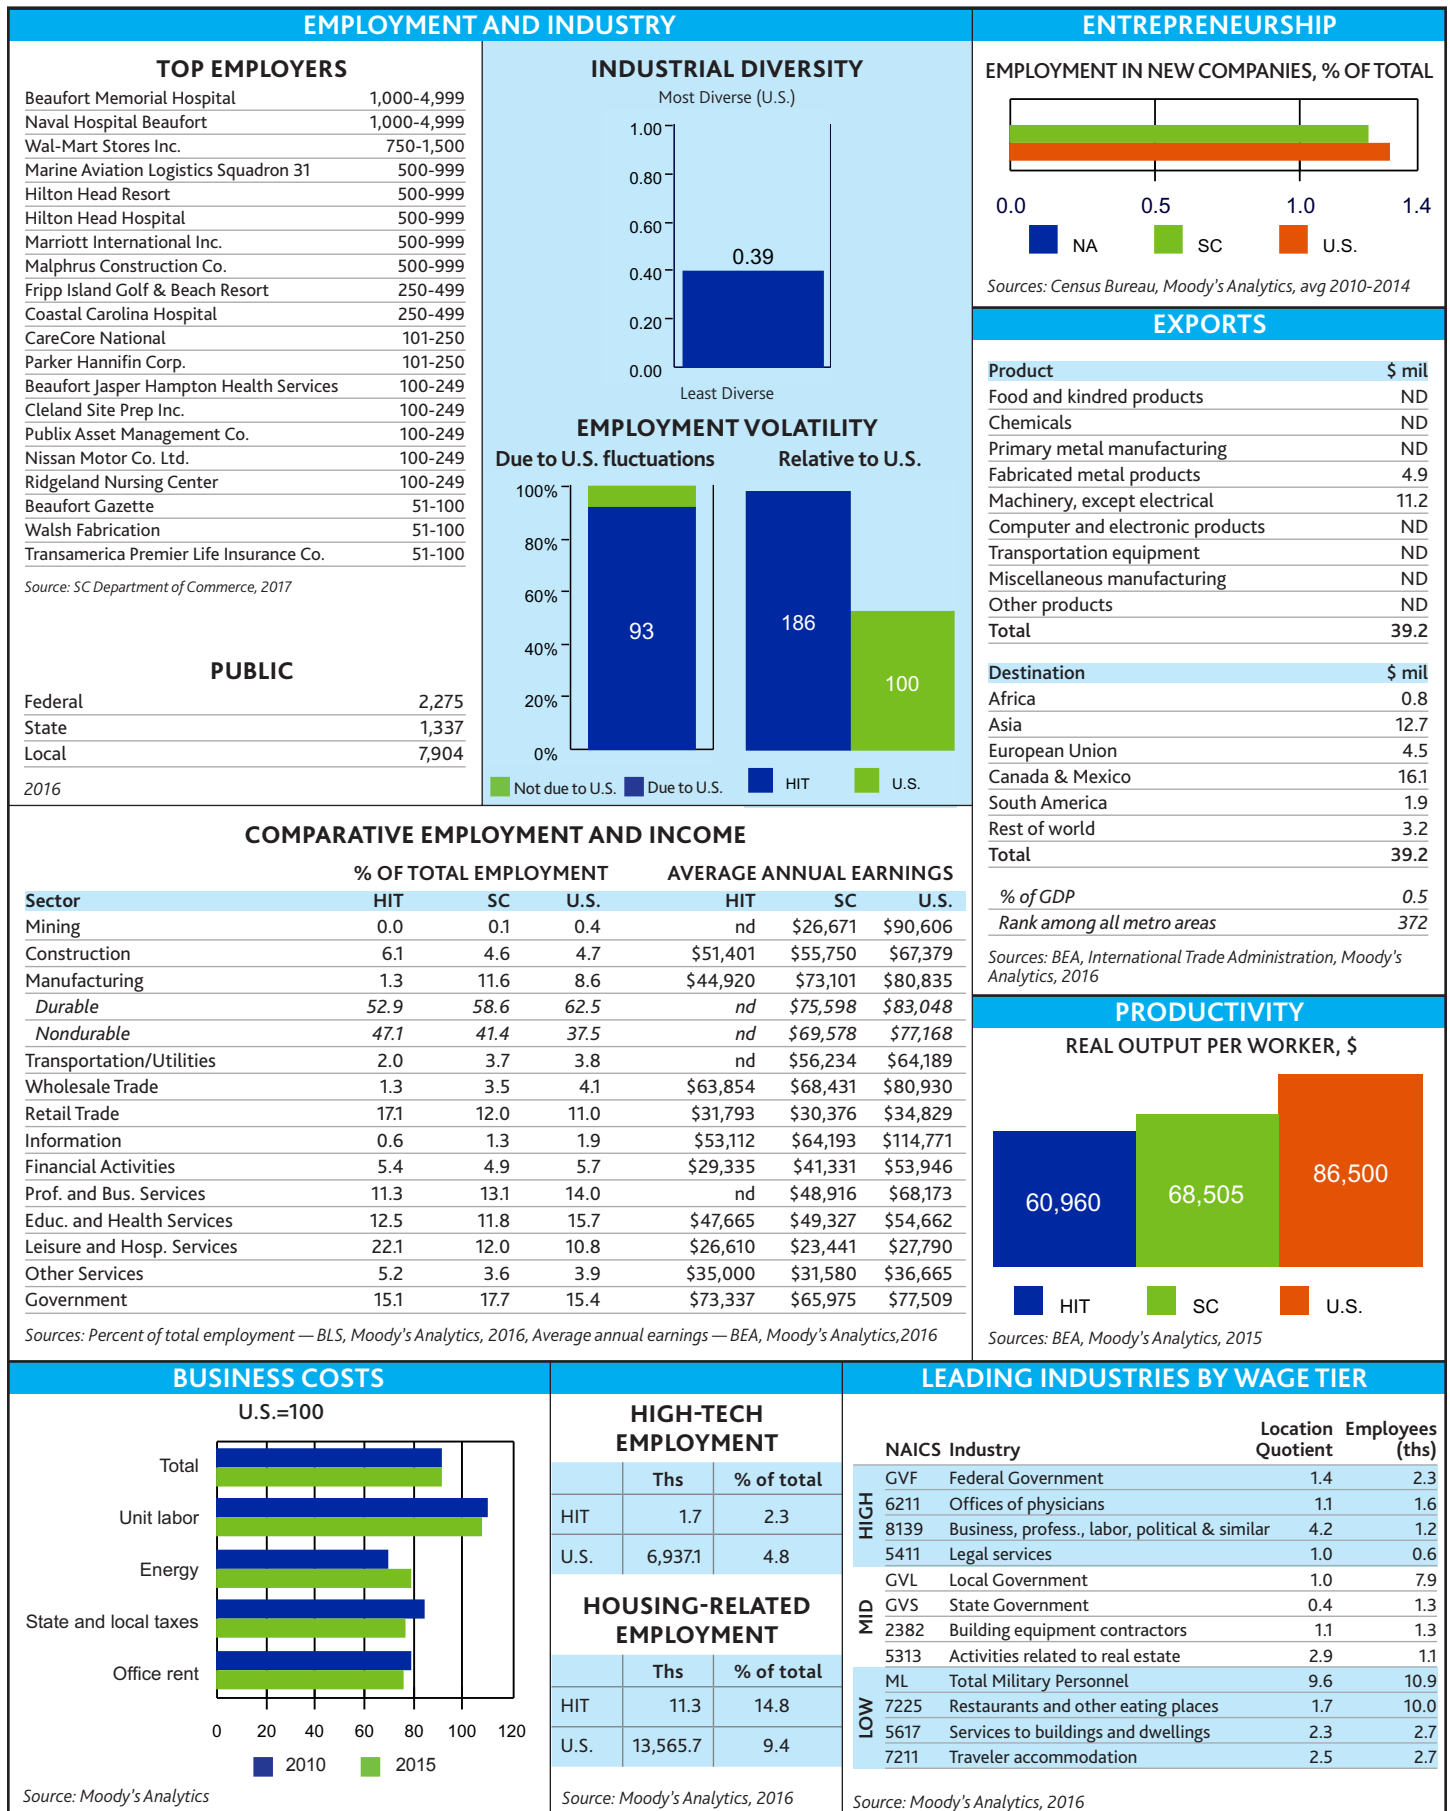 EMPLOYMENT AND INDUSTRY
TOP EMPLOYERS
Beaufort Memorial Hospital 1,000-4,999
Naval Hospital Beaufort 1,000-4,999
Wal-Mart Stores Inc. 750-1,500
Marine Aviation Logistics Squadron 31 500-999
Hilton Head Resort 500-999
Hilton Head Hospital 500-999
Marriott International Inc. 500-999
Malphrus Construction Co. 500-999
Fripp Island Golf & Beach Resort 250-499
Coastal Carolina Hospital 250-499
CareCore National 101-250
Parker Hannifin Corp. 101-250
Beaufort Jasper Hampton Health Services 100-249
Cleland Site Prep Inc. 100-249
Publix Asset Management Co. 100-249
Nissan Motor Co. Ltd. 100-249
Ridgeland Nursing Center 100-249
Beaufort Gazette 51-100
Walsh Fabrication 51-100
Transamerica Premier Life Insurance Co. 51-100
Source: SC Department of Commerce, 2017
PUBLIC
Federal 2,275
State 1,337
Local 7,904
2016
INDUSTRIAL DIVERSITY
Most Diverse (U.S.)
1.00
0.80
0.60
0.40
0.20
0.00
0.39
Least Diverse
EMPLOYMENT VOLATILITY
Due to U.S. fluctuations
100%
80%
60%
40%
20%
0%
93
Not due to U.S. Due to U.S.
Relative to U.S.
186
100
HIT U.S.
ENTREPRENEURSHIP
EMPLOYMENT IN NEW COMPANIES, % OF TOTAL
0.0 0.5 1.0 1.4
NA SC U.S.
Sources: Census Bureau, Moody's Analytics, avg 2010-2014
EXPORTS
Product $ mil
Food and kindred products ND
Chemicals ND
Primary metal manufacturing ND
Fabricated metal products 4.9
Machinery, except electrical 11.2
Computer and electronic products ND
Transportation equipment ND
Miscellaneous manufacturing ND
Other products ND
Total 39.2
Destination $ mil
Africa 0.8
Asia 12.7
European Union 4.5
Canada & Mexico 16.1
South America 1.9
Rest of world 3.2
Total 39.2
% of GDP 0.5
Rank among all metro areas 372
Sources: BEA, International Trade Administration, Moody's
Analytics, 2016
COMPARATIVE EMPLOYMENT AND INCOME
% OF TOTAL EMPLOYMENT AVERAGE ANNUAL EARNINGS
Sector HIT SC U.S. HIT SC U.S.
Mining 0.0 0.1 0.4 nd $26,671 $90,606
Construction 6.1 4.6 4.7 $51,401 $55,750 $67,379
Manufacturing 1.3 11.6 8.6 $44,920 $73,101 $80,835
Durable 52.9 58.6 62.5 nd $75,598 $83,048
Nondurable 47.1 41.4 37.5 nd $69,578 $77,168
Transportation/Utilities 2.0 3.7 3.8 nd $56,234 $64,189
Wholesale Trade 1.3 3.5 4.1 $63,854 $68,431 $80,930
Retail Trade 17.1 12.0 11.0 $31,793 $30,376 $34,829
Information 0.6 1.3 1.9 $53,112 $64,193 $114,771
Financial Activities 5.4 4.9 5.7 $29,335 $41,331 $53,946
Prof. and Bus. Services 11.3 13.1 14.0 nd $48,916 $68,173
Educ. and Health Services 12.5 11.8 15.7 $47,665 $49,327 $54,662
Leisure and Hosp. Services 22.1 12.0 10.8 $26,610 $23,441 $27,790
Other Services 5.2 3.6 3.9 $35,000 $31,580 $36,665
Government 15.1 17.7 15.4 $73,337 $65,975 $77,509
Sources: Percent of total employment — BLS, Moody's Analytics, 2016, Average annual earnings — BEA, Moody's Analytics,2016
PRODUCTIVITY
REAL OUTPUT PER WORKER, $
60,960
68,505
86,500
HIT SC U.S.
Sources: BEA, Moody's Analytics, 2015
BUSINESS COSTS
U.S.=100
Total
Unit labor
Energy
State and local taxes
Office rent
0 20 40 60 80 100 120
2010 2015
Source: Moody's Analytics
HIGH-TECH
EMPLOYMENT
Ths % of total
HIT 1.7 2.3
U.S. 6,937.1 4.8
HOUSING-RELATED
EMPLOYMENT
Ths % of total
HIT 11.3 14.8
U.S. 13,565.7 9.4
Source: Moody's Analytics, 2016
LEADING INDUSTRIES BY WAGE TIER
Location Employees
NAICS Industry Quotient (ths)
HIGH
GVF Federal Government 1.4 2.3
6211 Offices of physicians 1.1 1.6
8139 Business, profess., labor, political & similar 4.2 1.2
5411 Legal services 1.0 0.6
MID
GVL Local Government 1.0 7.9
GVS State Government 0.4 1.3
2382 Building equipment contractors 1.1 1.3
5313 Activities related to real estate 2.9 1.1
LOW
ML Total Military Personnel 9.6 10.9
7225 Restaurants and other eating places 1.7 10.0
5617 Services to buildings and dwellings 2.3 2.7
7211 Traveler accommodation 2.5 2.7
Source: Moody's Analytics, 2016